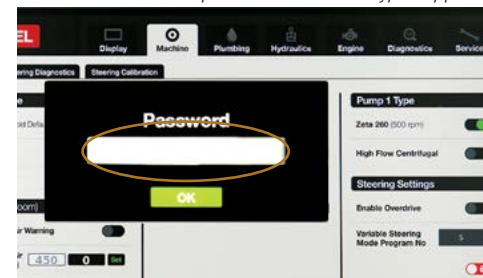 EL
Display
Machine
Plumbing
Hydraulics
Engine
Diagnostics
Service
ering Diagnostics
Steering Calibration
Password
OK
Pump 1 Type
Zeta 260 (500 rpm)
High Flow Centrifugal
Steering Settings
Enable Overdrive
Variable Steering
Mode Program No
5
oom)
ir Warning
450
0
Set